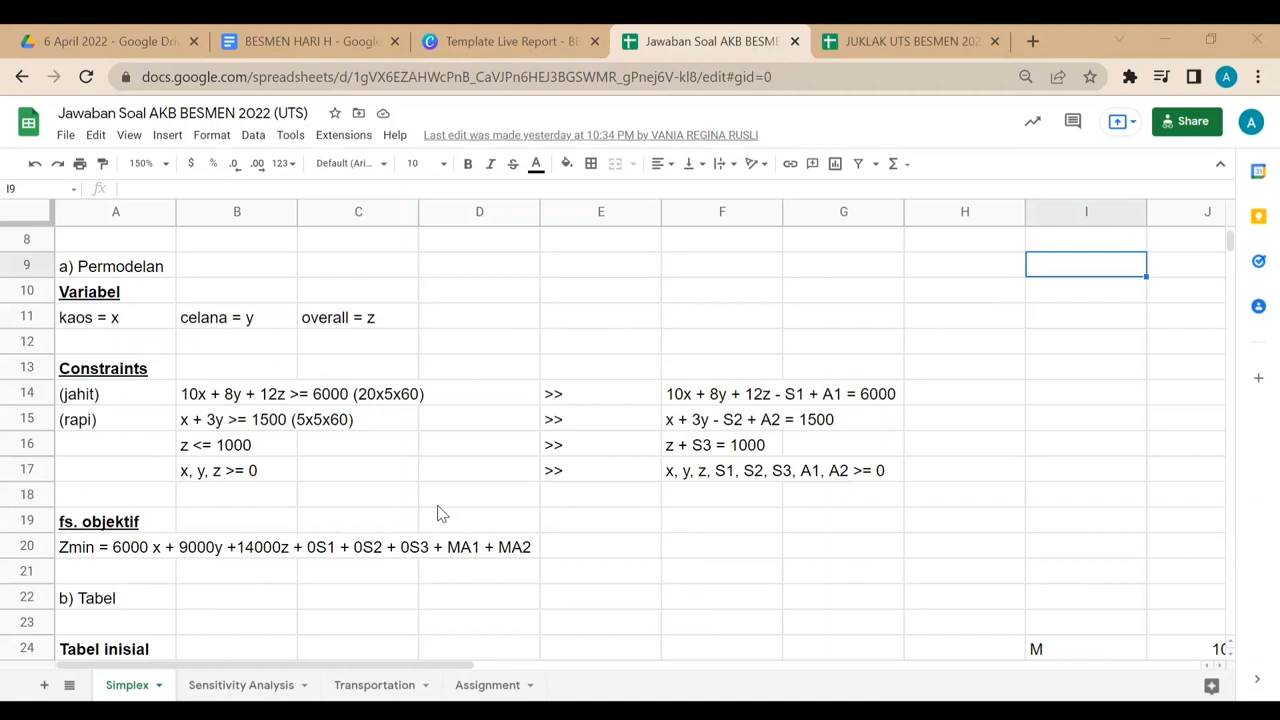 6 April 2022 - Google Driv
BESMEN HARI H - Google
Template Live Report - BE
Jawaban Soal AKB BESME
JUKLAK UTS BESMEN 202
docs.google.com/spreadsheets/d/1gVX6EZAHWcPnB_CaVJPn6HEJ3BGSWMR_gPnej6V-kI8/edit#gid=0
A
Jawaban Soal AKB BESMEN 2022 (UTS)
File Edit View Insert Format Data Tools Extensions Help Last edit was made yesterday at 10:34 PM by VANIA REGINA RUSLI
Share
A
150% $ % .0 .00 123 Default (Ari... 10 B I S A
I9 fx
A B C D E F G H I J
8
9 a) Permodelan
10 Variabel
11 kaos = x celana = y overall = z
12
13 Constraints
14 (jahit) 10x + 8y + 12z >= 6000 (20x5x60) >> 10x + 8y + 12z - S1 + A1 = 6000
15 (rapi) x + 3y >= 1500 (5x5x60) >> x + 3y - S2 + A2 = 1500
16 z <= 1000 >> z + S3 = 1000
17 x, y, z >= 0 >> x, y, z, S1, S2, S3, A1, A2 >= 0
18
19 fs. objektif
20 Zmin = 6000 x + 9000y +14000z + 0S1 + 0S2 + 0S3 + MA1 + MA2
21
22 b) Tabel
23
24 Tabel inisial M
Simplex Sensitivity Analysis Transportation Assignment